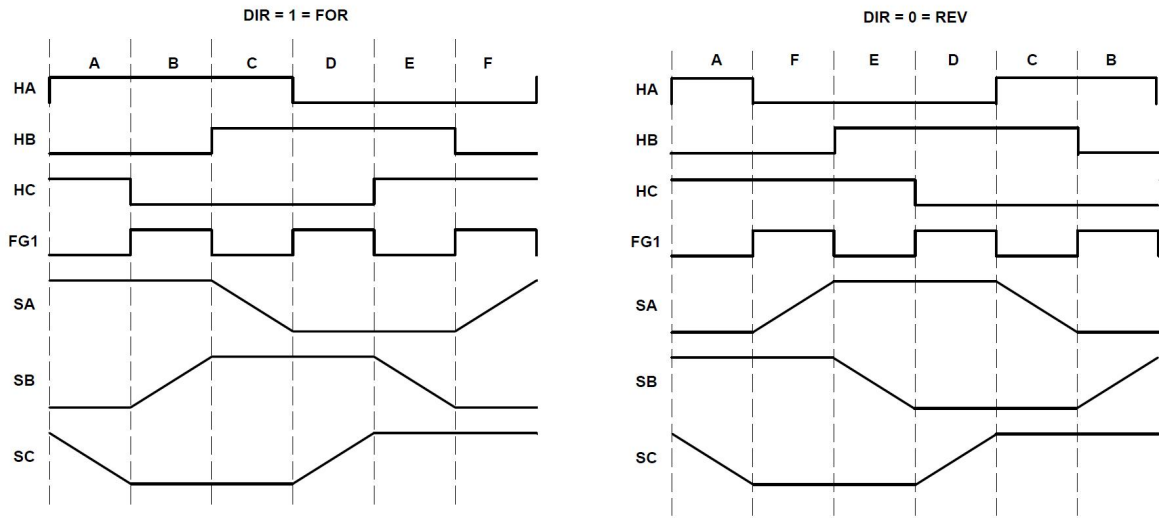 DIR = 1 = FOR
A B C D E F
HA
HB
HC
FG1
SA
SB
SC
DIR = 0 = REV
A F E D C B
HA
HB
HC
FG1
SA
SB
SC